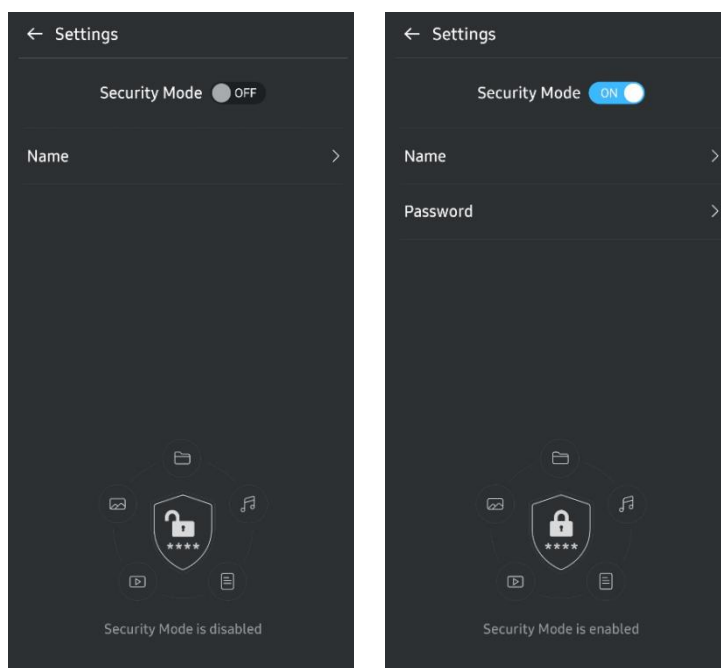 ← Settings
Security Mode OFF
Name >
****
Security Mode is disabled
← Settings
Security Mode ON
Name >
Password >
****
Security Mode is enabled